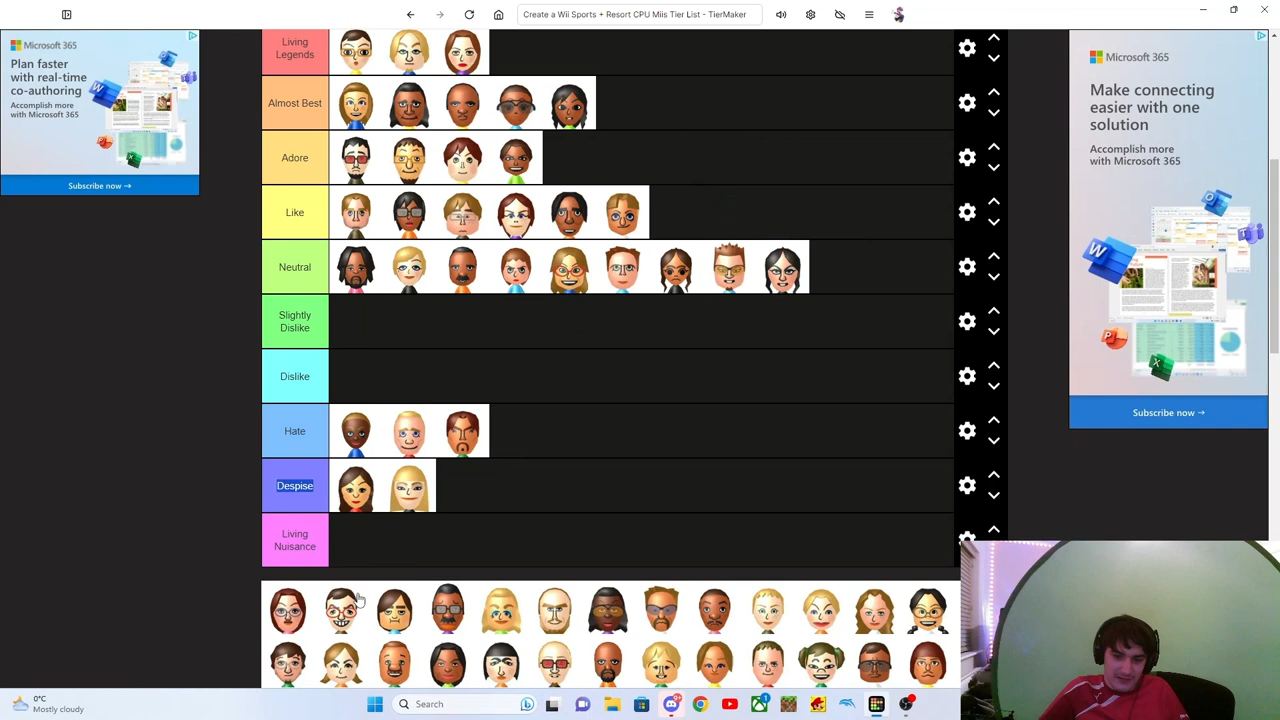 Create a Wii Sports + Resort CPU Miis Tier List - TierMaker
Microsoft 365
Plan faster
with real-time
co-authoring
Accomplish more
with Microsoft 365
Subscribe now →
Living
Legends
Almost Best
Adore
Like
Neutral
Slightly
Dislike
Dislike
Hate
Despise
Living
Nuisance
Microsoft 365
Make connecting
easier with one
solution
Accomplish more
with Microsoft 365
Subscribe now →
0°C
Mostly cloudy
Search